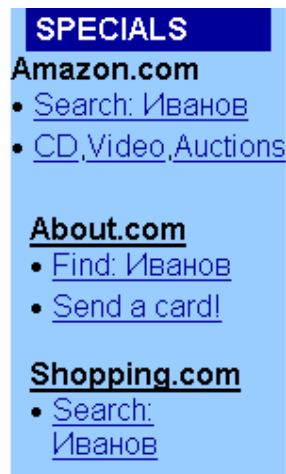 SPECIALS
Amazon.com
• Search: Иванов
• CD,Video,Auctions
About.com
• Find: Иванов
• Send a card!
Shopping.com
• Search:
Иванов